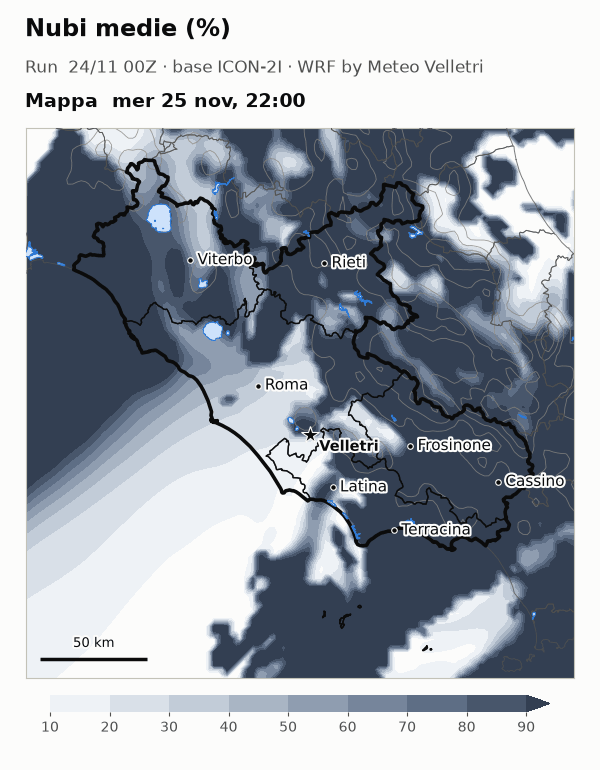 Nubi medie (%)
Run  24/11 00Z · base ICON-2I · WRF by Meteo Velletri
Mappa  mer 25 nov, 22:00
Viterbo
Rieti
Roma
Velletri
Frosinone
Cassino
Latina
Terracina
50 km
10 20 30 40 50 60 70 80 90